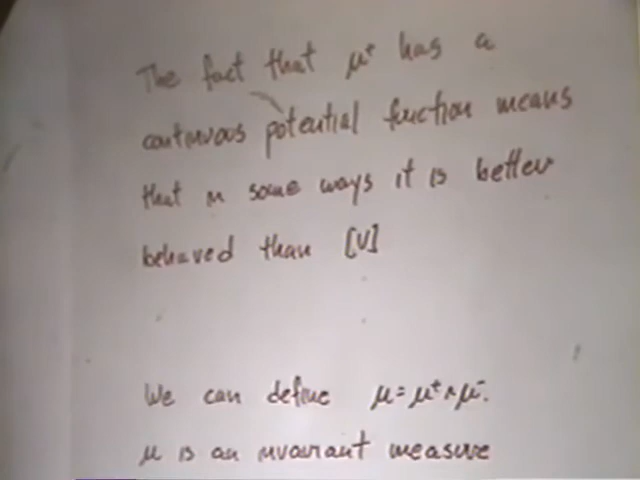 The fact that μ⁺ has a
continuous potential function means
that in some ways it is better
behaved than [V]
We can define μ = μ⁺ ∧ μ⁻.
μ is an invariant measure